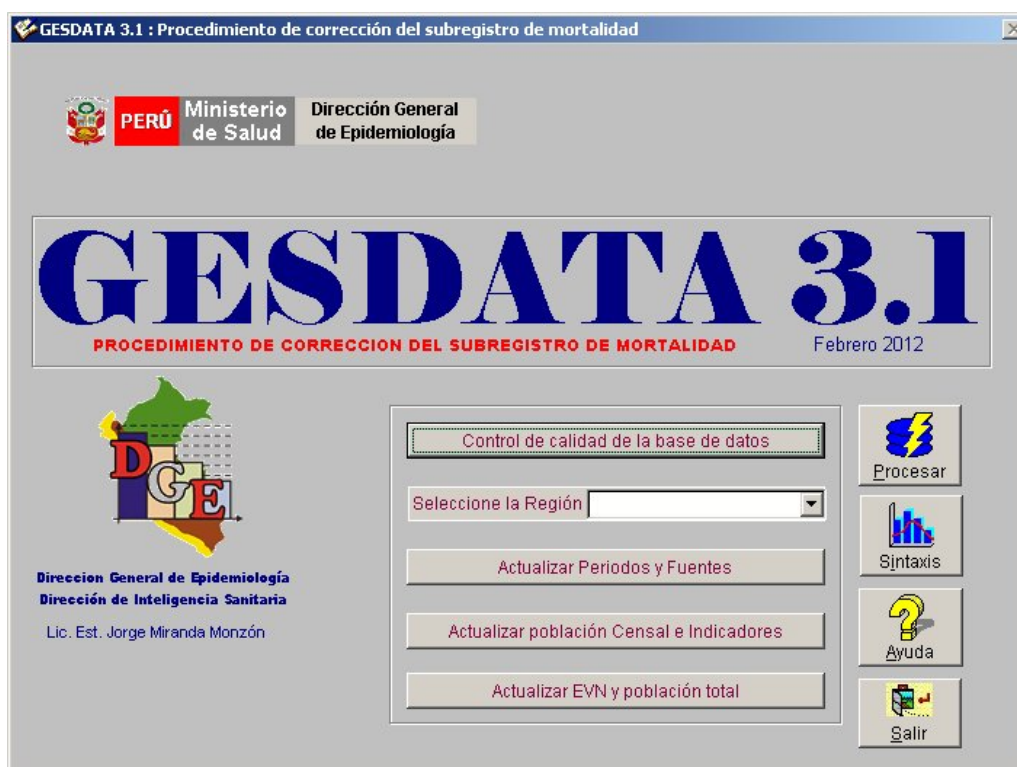 GESDATA 3.1 : Procedimiento de corrección del subregistro de mortalidad
PERÚ
Ministerio
de Salud
Dirección General
de Epidemiología
GESDATA 3.1
PROCEDIMIENTO DE CORRECCION DEL SUBREGISTRO DE MORTALIDAD
Febrero 2012
DGE
Direccion General de Epidemiología
Dirección de Inteligencia Sanitaria
Lic. Est. Jorge Miranda Monzón
Control de calidad de la base de datos
Seleccione la Región
Actualizar Periodos y Fuentes
Actualizar población Censal e Indicadores
Actualizar EVN y población total
Procesar
Sintaxis
Ayuda
Salir